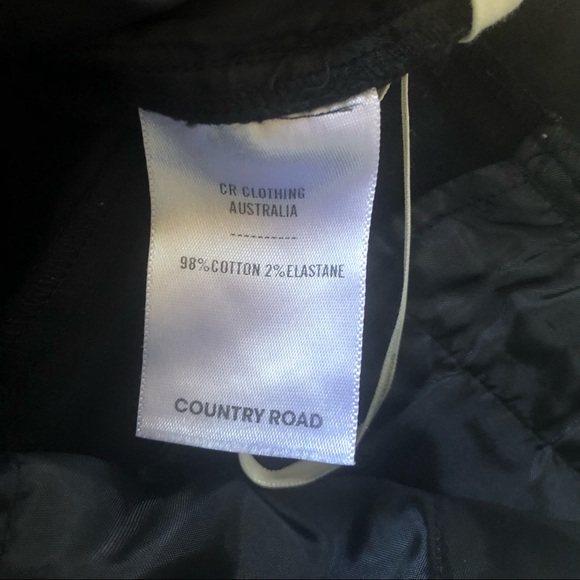 CR CLOTHING
AUSTRALIA
----------
98%COTTON 2%ELASTANE
COUNTRY ROAD